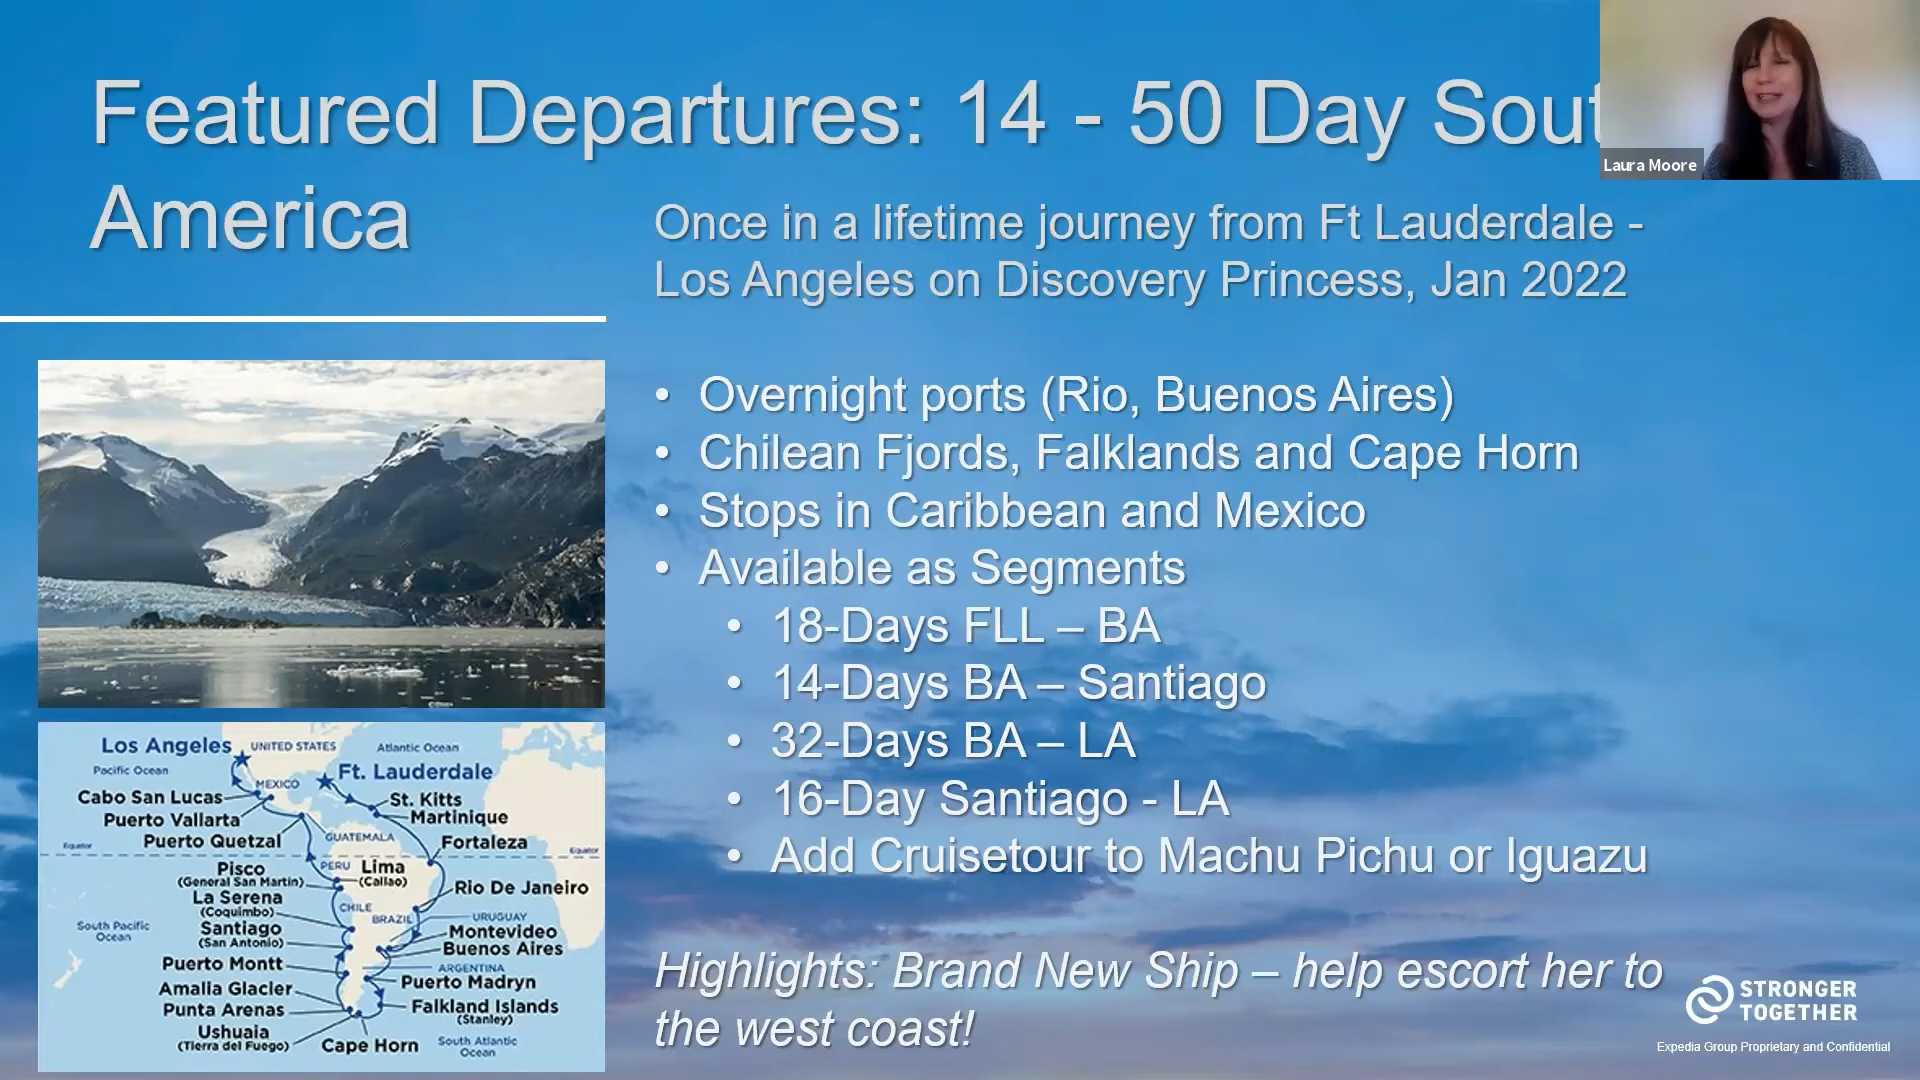 Featured Departures: 14 - 50 Day Sout
America
Laura Moore
Once in a lifetime journey from Ft Lauderdale -
Los Angeles on Discovery Princess, Jan 2022
• Overnight ports (Rio, Buenos Aires)
• Chilean Fjords, Falklands and Cape Horn
• Stops in Caribbean and Mexico
• Available as Segments
• 18-Days FLL – BA
• 14-Days BA – Santiago
• 32-Days BA – LA
• 16-Day Santiago - LA
• Add Cruisetour to Machu Pichu or Iguazu
Highlights: Brand New Ship – help escort her to
the west coast!
Los Angeles
UNITED STATES
Atlantic Ocean
Pacific Ocean
Ft. Lauderdale
MEXICO
Cabo San Lucas
St. Kitts
Puerto Vallarta
Martinique
Puerto Quetzal
GUATEMALA
Fortaleza
Equator
Equator
Pisco
(General San Martin)
PERU
Lima
(Callao)
Rio De Janeiro
La Serena
(Coquimbo)
CHILE
BRAZIL
URUGUAY
South Pacific
Ocean
Santiago
(San Antonio)
Montevideo
Buenos Aires
Puerto Montt
ARGENTINA
Amalia Glacier
Puerto Madryn
Punta Arenas
Falkland Islands
(Stanley)
Ushuaia
(Tierra del Fuego)
Cape Horn
South Atlantic
Ocean
STRONGER
TOGETHER
Expedia Group Proprietary and Confidential